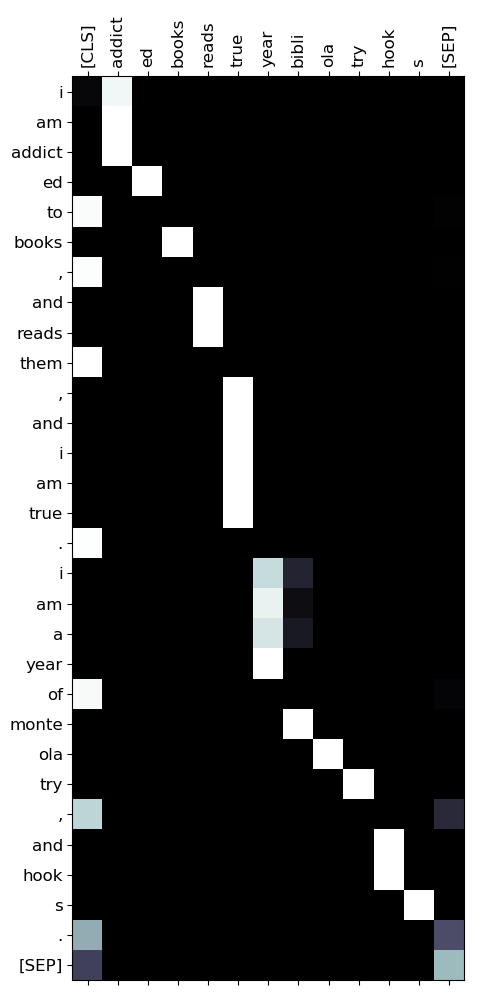 [CLS] addict ed books reads true year bibli ola try hook s [SEP]
i
am
addict
ed
to
books
,
and
reads
them
,
and
i
am
true
.
i
am
a
year
of
monte
ola
try
,
and
hook
s
.
[SEP]